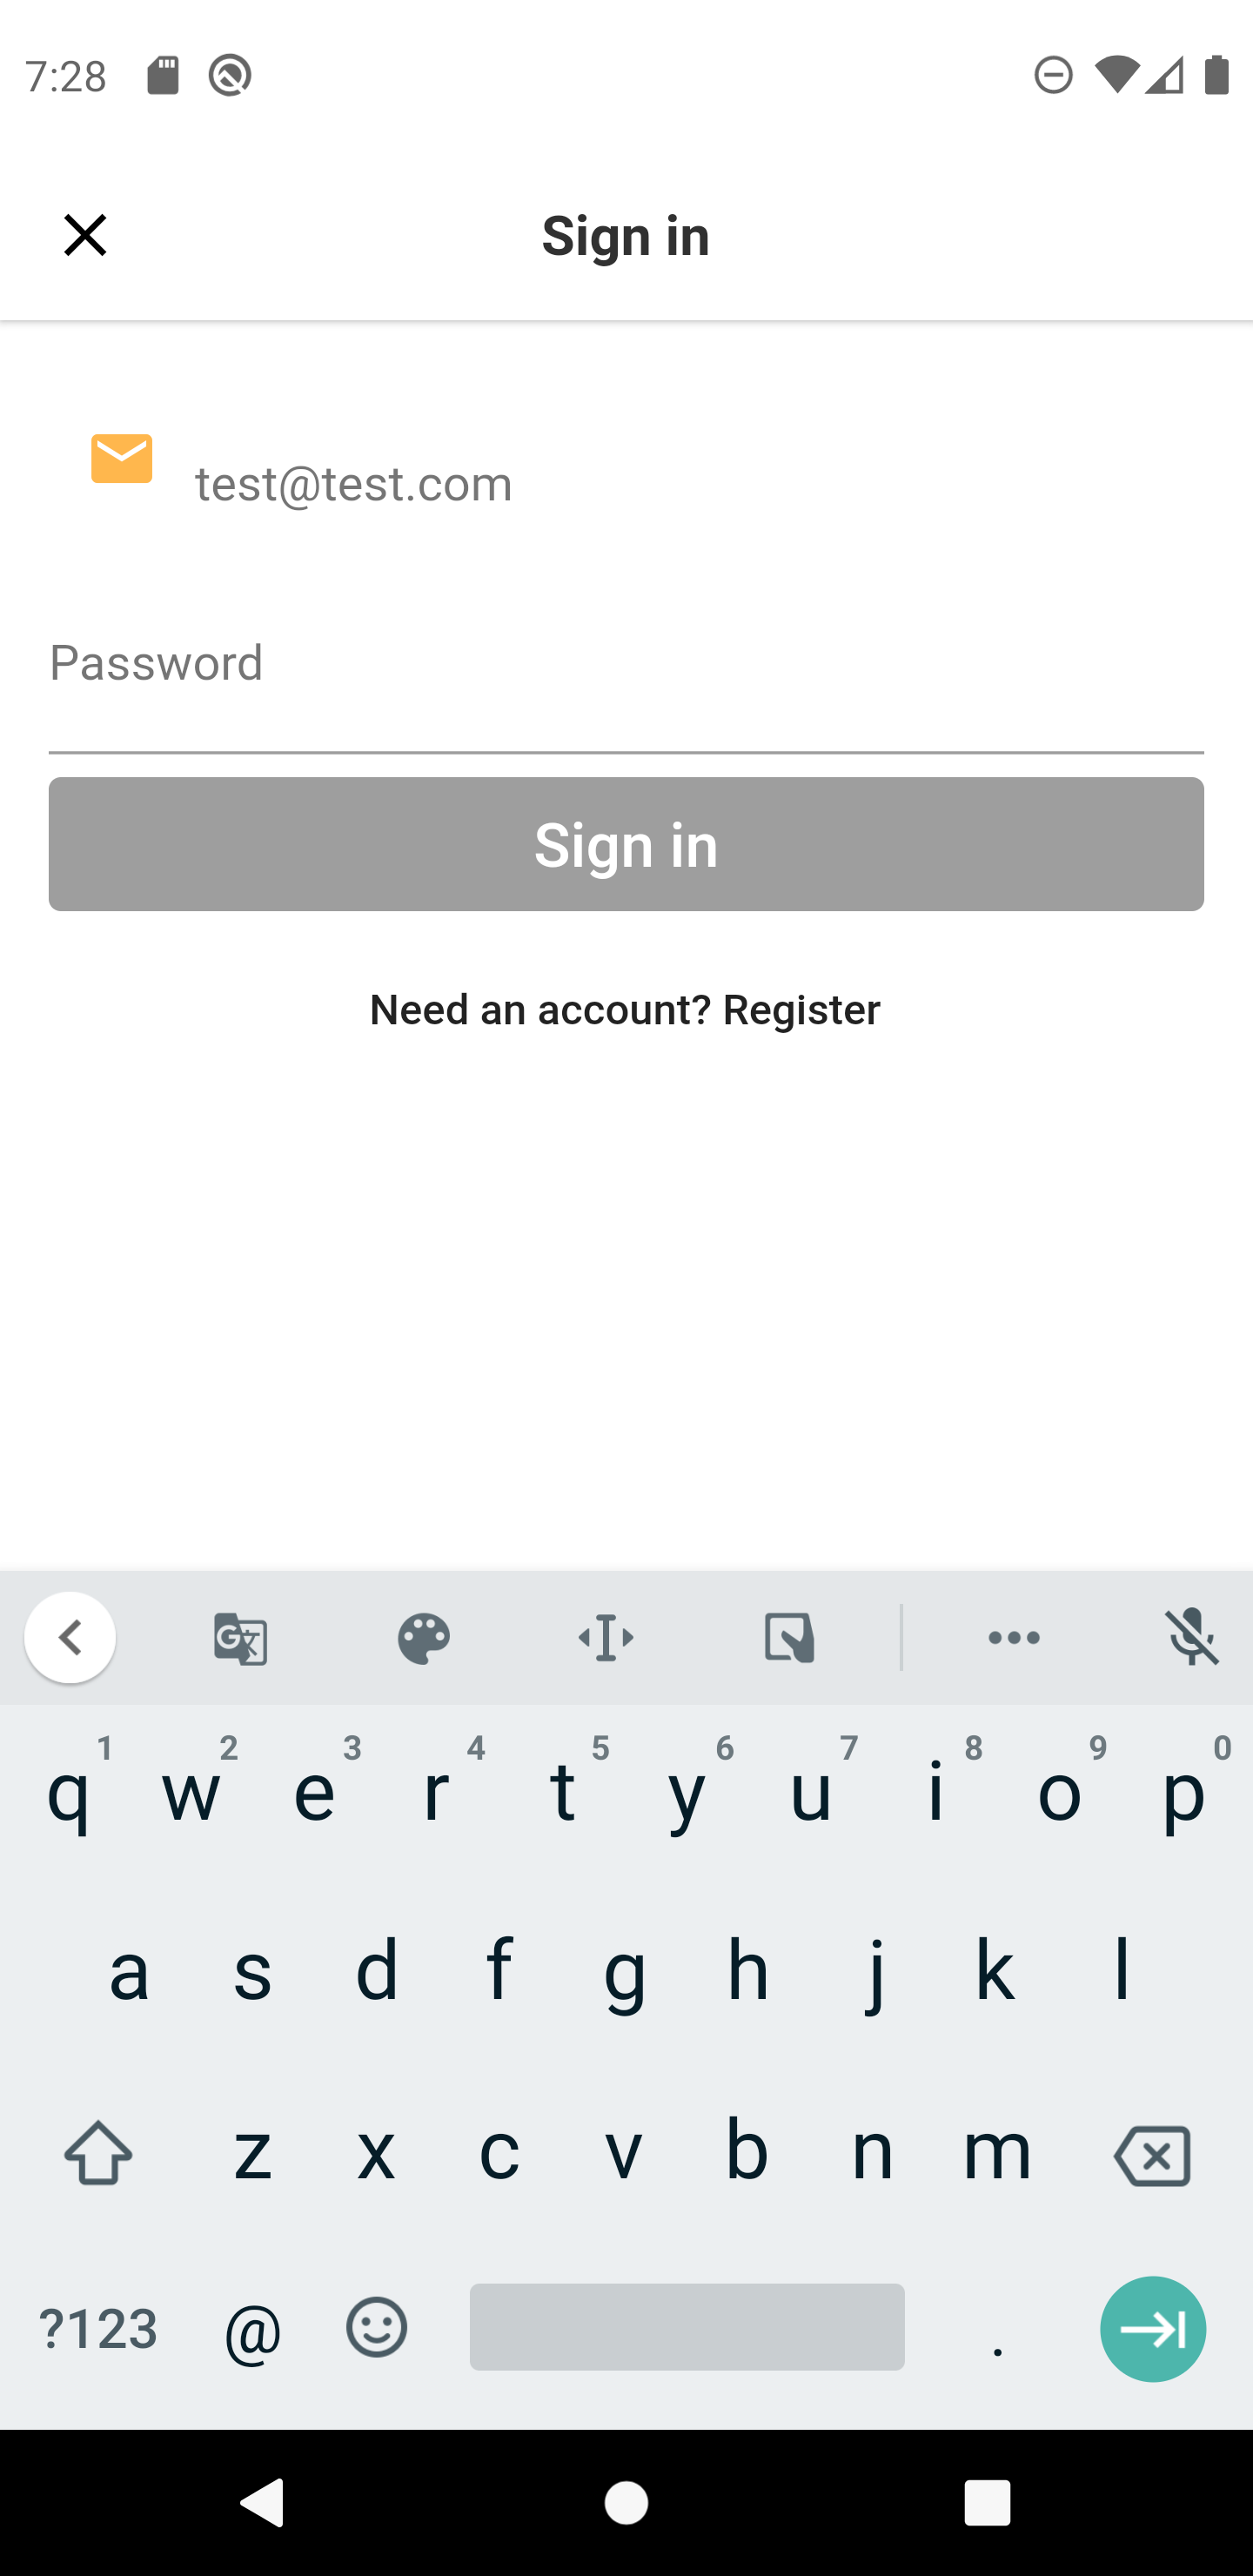 7:28
Sign in
test@test.com
Password
Sign in
Need an account? Register
1 2 3 4 5 6 7 8 9 0
q w e r t y u i o p
a s d f g h j k l
z x c v b n m
?123 @ .